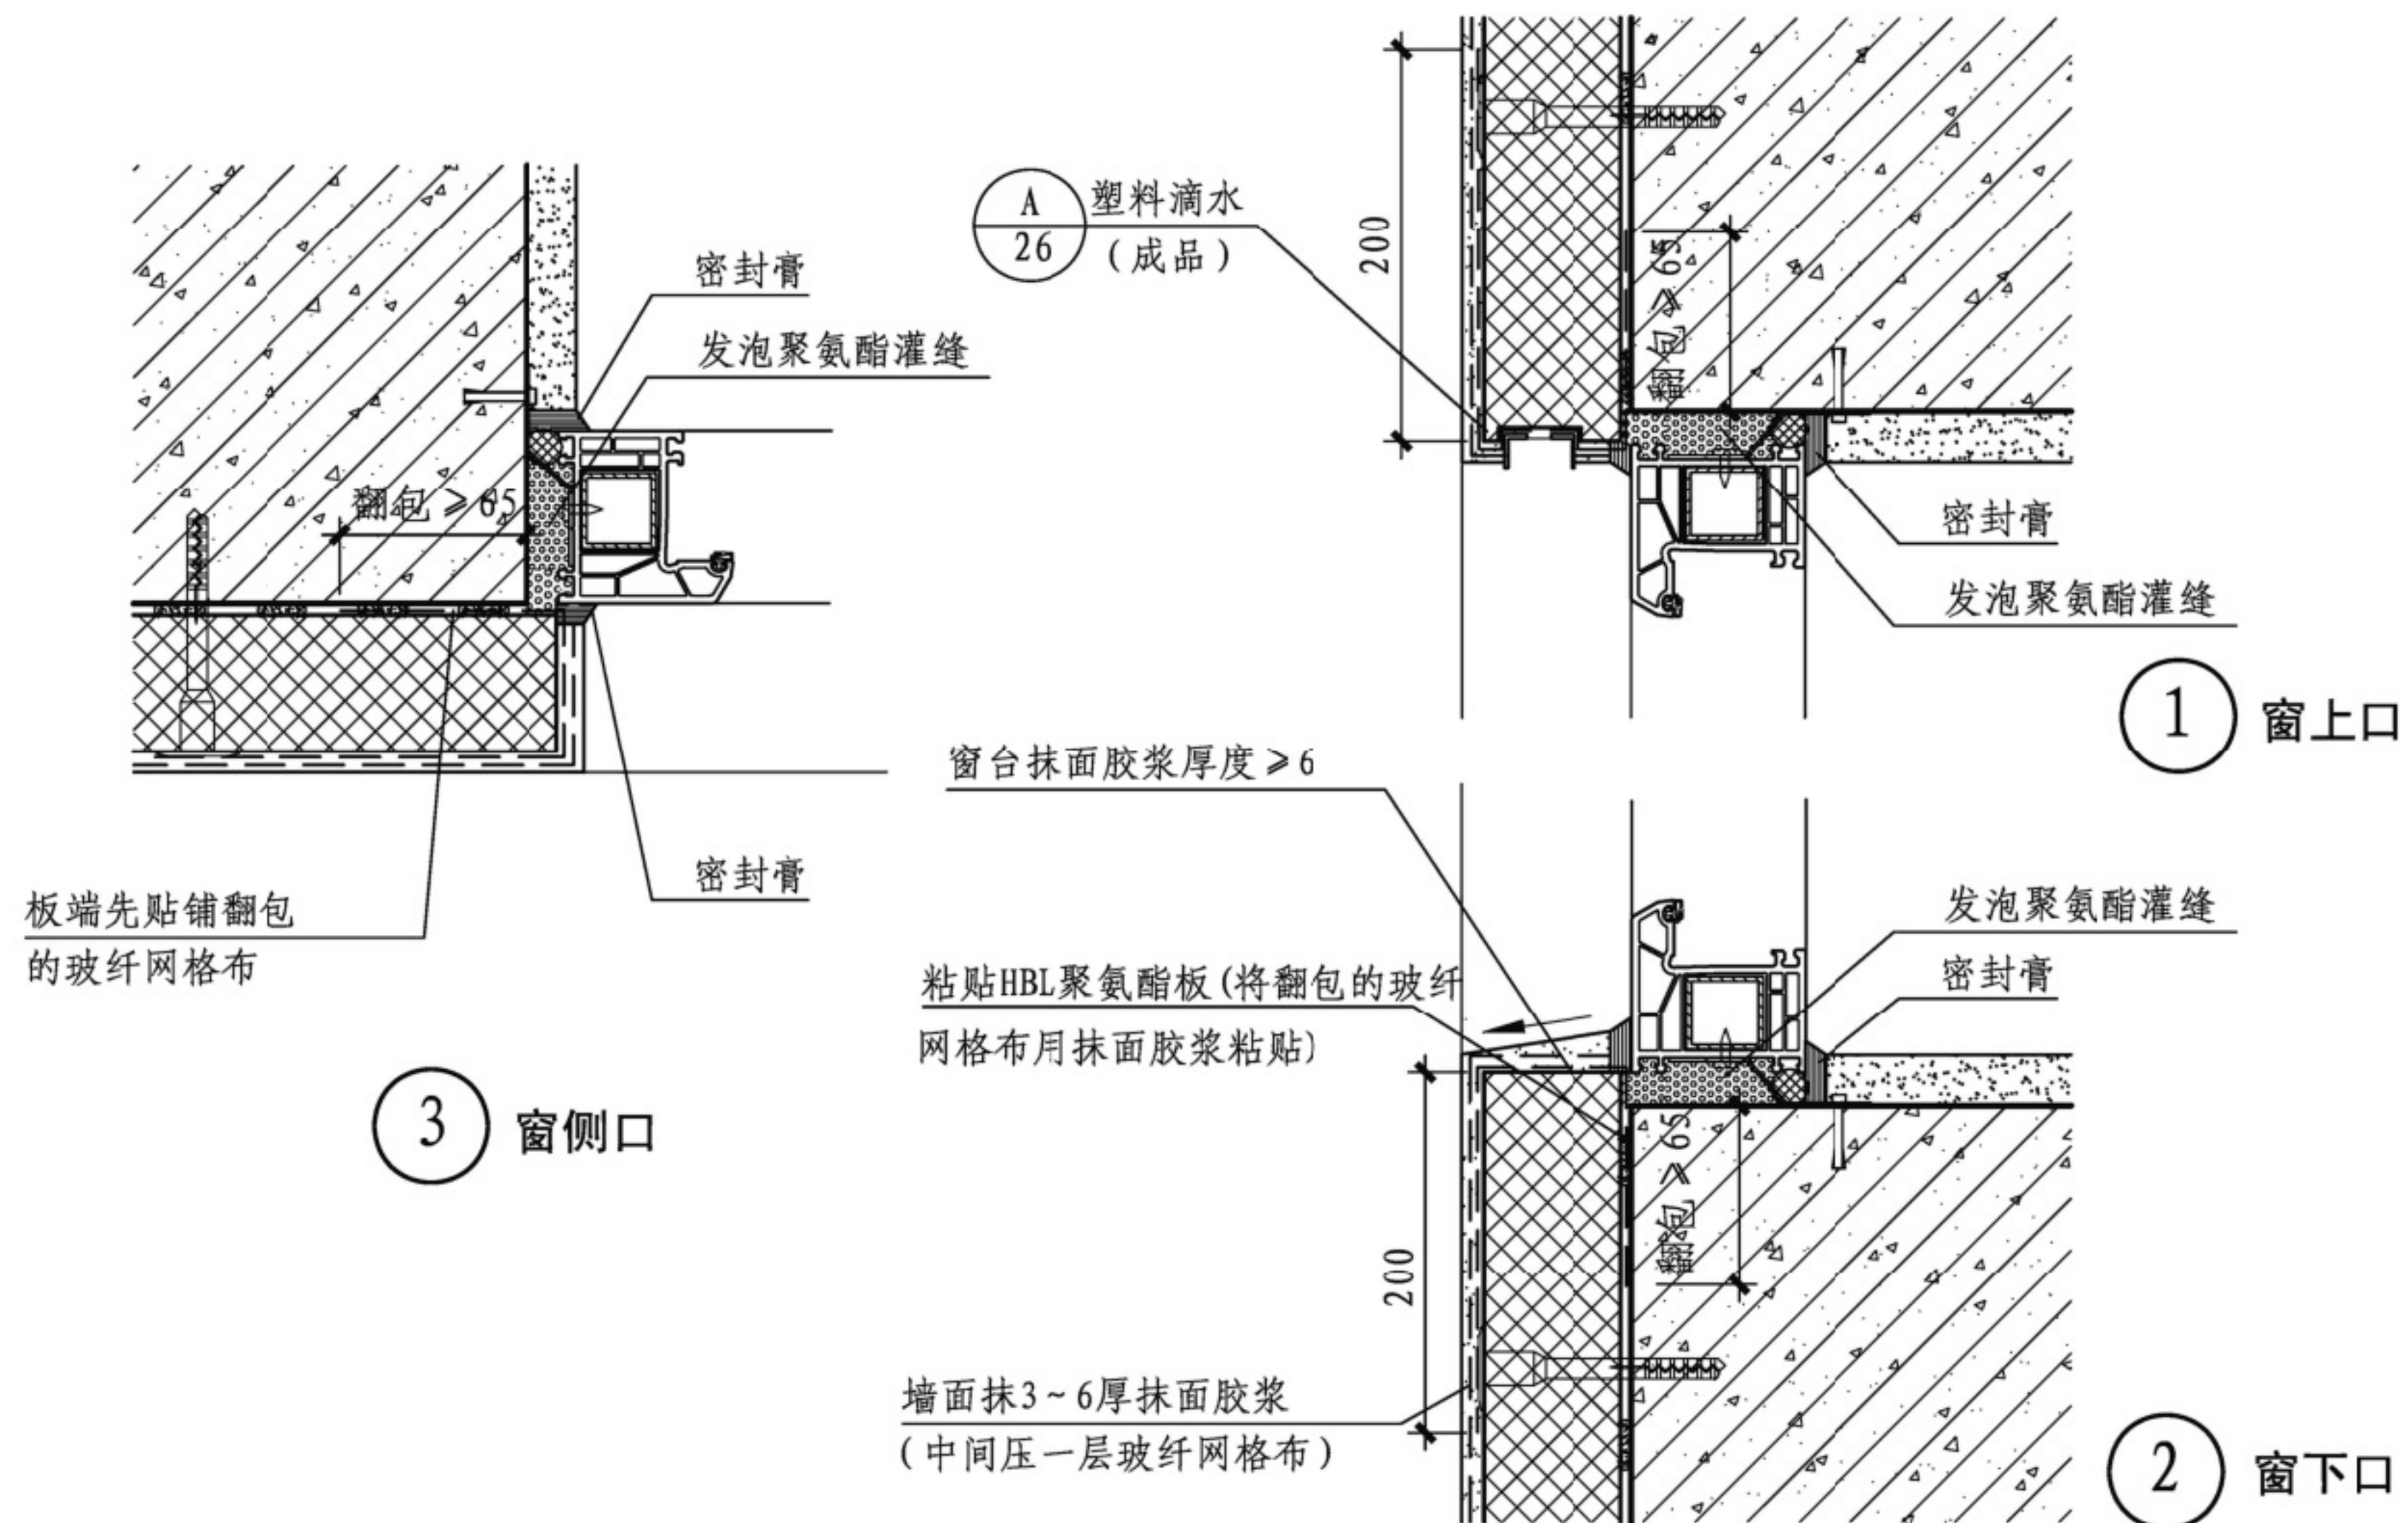 A
26
塑料滴水
(成品)
200
翻包≥65
密封膏
发泡聚氨酯灌缝
1
窗上口
密封膏
发泡聚氨酯灌缝
翻包≥65
密封膏
板端先贴铺翻包
的玻纤网格布
3
窗侧口
窗台抹面胶浆厚度≥6
粘贴HBL聚氨酯板(将翻包的玻纤
网格布用抹面胶浆粘贴)
发泡聚氨酯灌缝
密封膏
翻包≥65
200
墙面抹3~6厚抹面胶浆
(中间压一层玻纤网格布)
2
窗下口